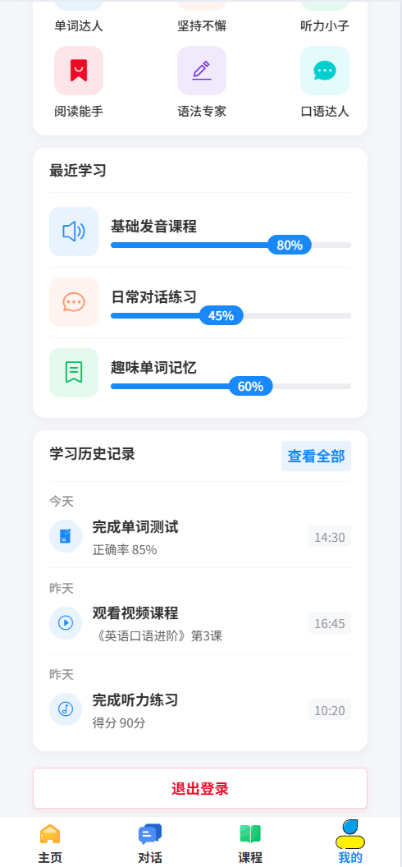 单词达人 坚持不懈 听力小子
阅读能手 语法专家 口语达人
最近学习
基础发音课程
80%
日常对话练习
45%
趣味单词记忆
60%
学习历史记录 查看全部
今天
完成单词测试
正确率 85%
14:30
昨天
观看视频课程
《英语口语进阶》第3课
16:45
昨天
完成听力练习
得分 90分
10:20
退出登录
主页 对话 课程 我的